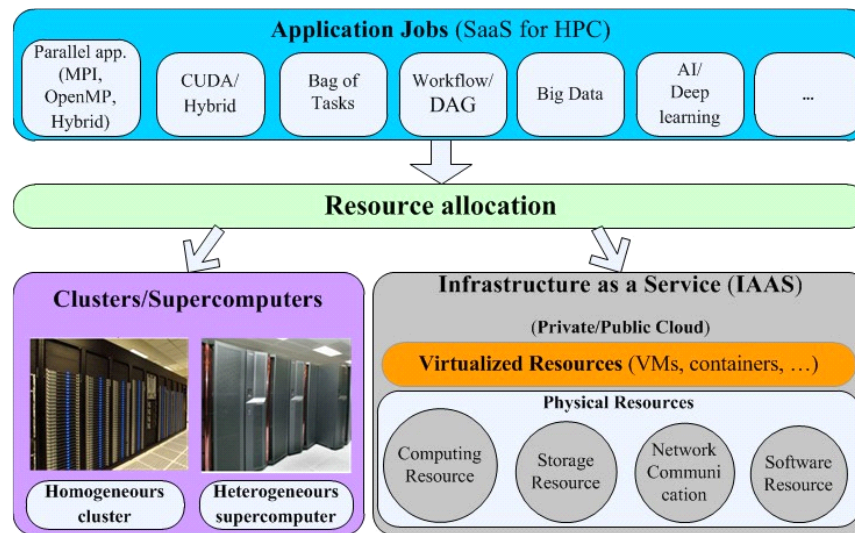 Application Jobs (SaaS for HPC)
Parallel app.
(MPI,
OpenMP,
Hybrid)
CUDA/
Hybrid
Bag of
Tasks
Workflow/
DAG
Big Data
AI/
Deep
learning
...
Resource allocation
Clusters/Supercomputers
Homogeneours
cluster
Heterogeneours
supercomputer
Infrastructure as a Service (IAAS)
(Private/Public Cloud)
Virtualized Resources (VMs, containers, …)
Physical Resources
Computing
Resource
Storage
Resource
Network
Communi
cation
Software
Resource